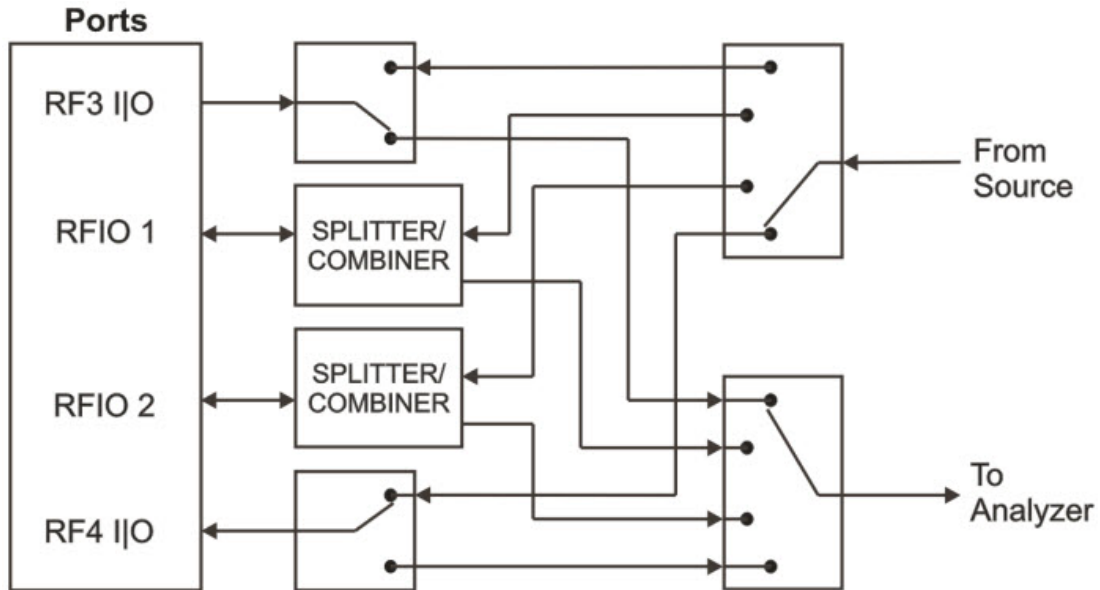 Ports
RF3 I|O
RFIO 1
RFIO 2
RF4 I|O
SPLITTER/
COMBINER
SPLITTER/
COMBINER
From
Source
To
Analyzer